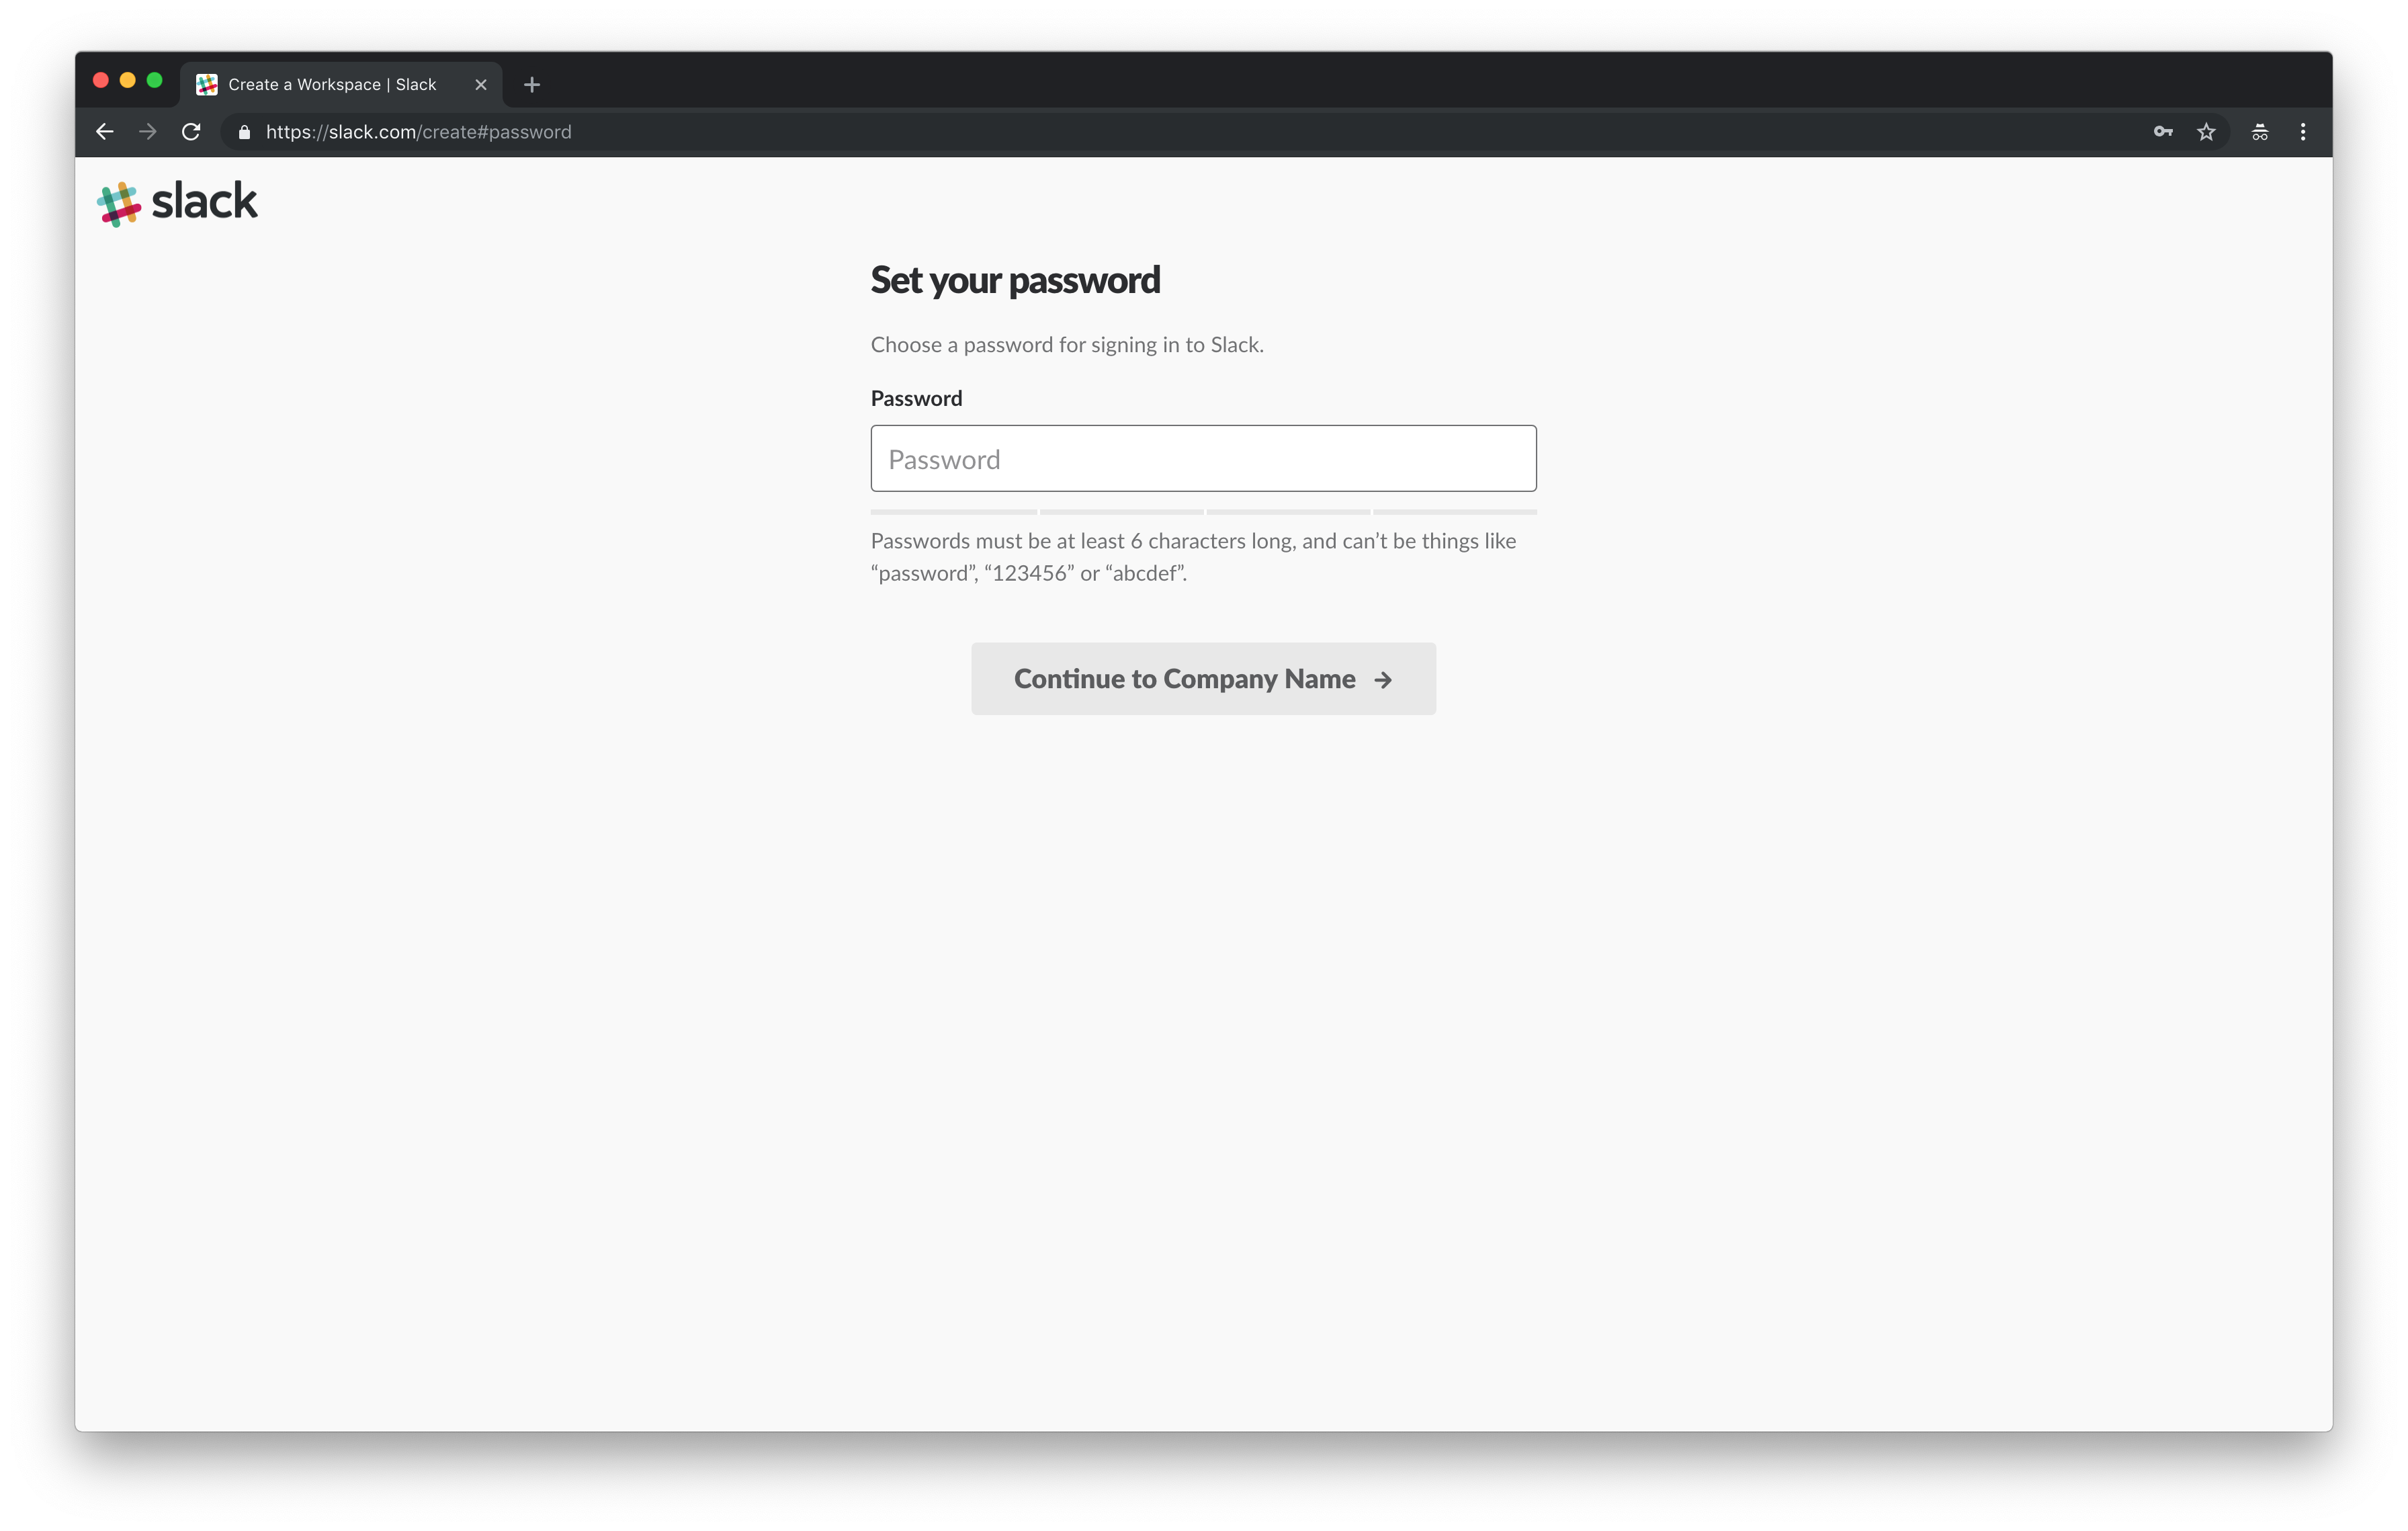 Create a Workspace | Slack
https://slack.com/create#password
slack
Set your password
Choose a password for signing in to Slack.
Password
Password
Passwords must be at least 6 characters long, and can’t be things like
“password”, “123456” or “abcdef”.
Continue to Company Name →